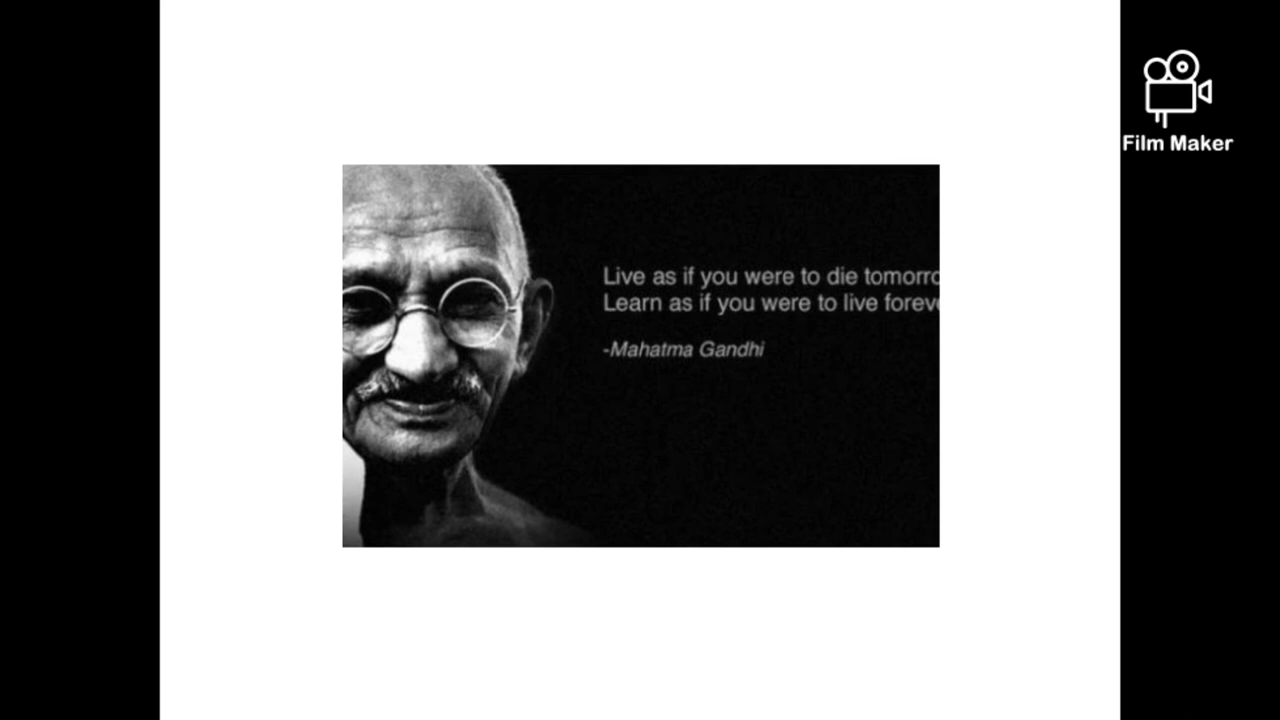 Film Maker
Live as if you were to die tomorro
Learn as if you were to live foreve
-Mahatma Gandhi